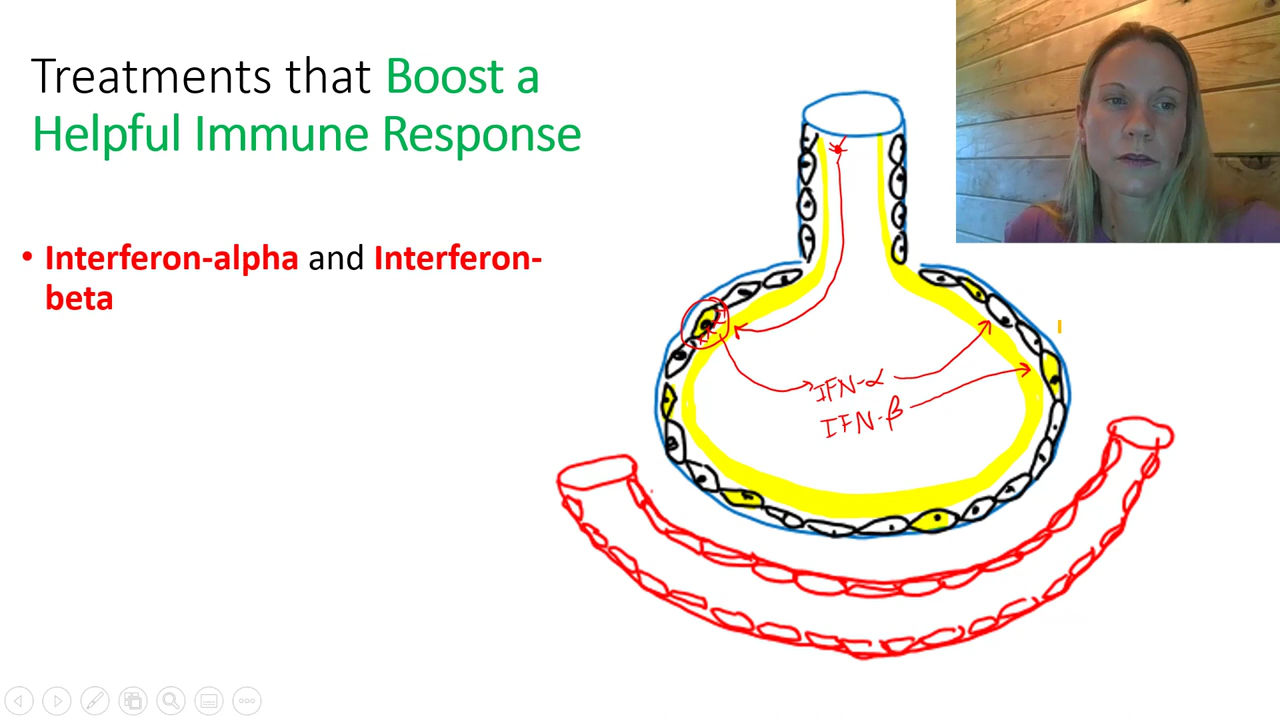 Treatments that Boost a
Helpful Immune Response
• Interferon-alpha and Interferon-
beta
IFN-α
IFN-β